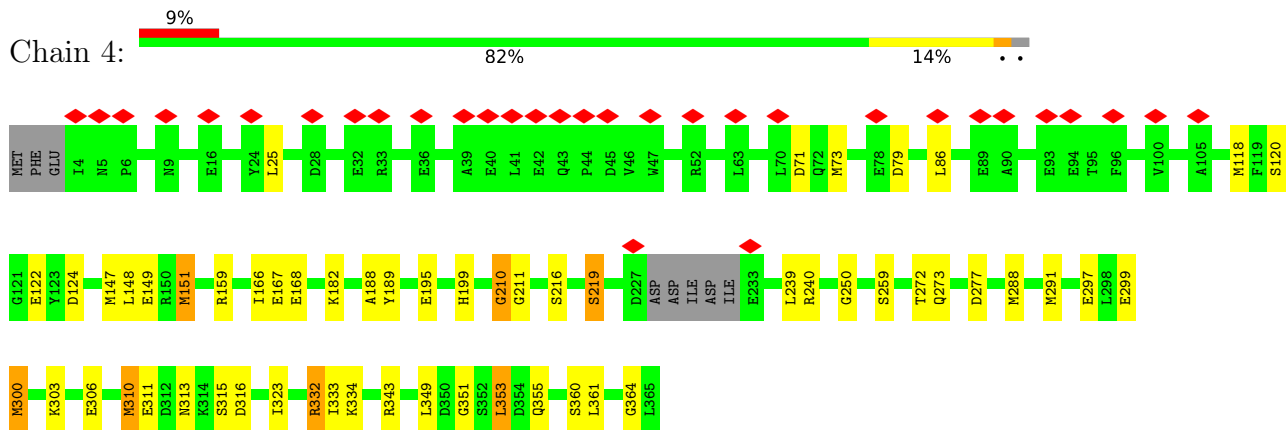 9%
Chain 4:
82% 14% • •
MET PHE GLU I4 N5 P6 N9 E16 Y24 L25 D28 E32 R33 E36 A39 E40 L41 E42 Q43 P44 D45 V46 W47 R52 L63 L70 D71 Q72 M73 E78 D79 L86 E89 A90 E93 E94 T95 F96 V100 A105 M118 F119 S120
G121 E122 Y123 D124 M147 L148 E149 R150 M151 R159 I166 E167 E168 K182 A188 Y189 E195 H199 G210 G211 S216 S219 D227 ASP ASP ILE ASP ILE E233 L239 R240 G250 S259 T272 Q273 D277 M288 M291 E297 L298 E299
M300 K303 E306 M310 E311 D312 N313 K314 S315 D316 I323 R332 I333 K334 R343 L349 D350 G351 S352 L353 D354 Q355 S360 L361 G364 L365